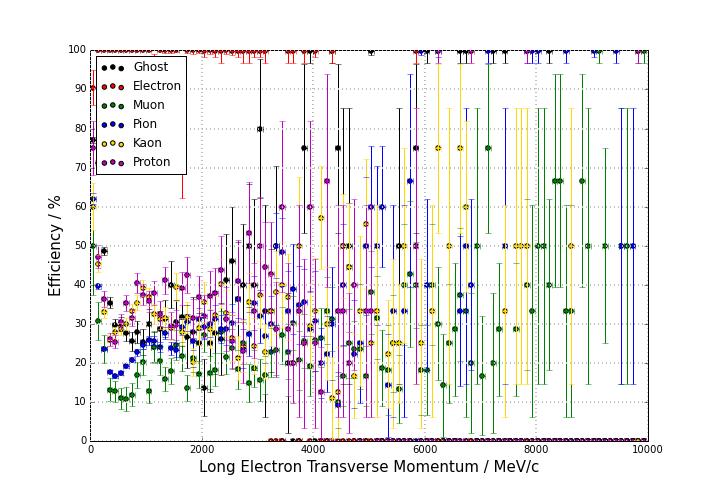 100
90
80
70
60
50
40
30
20
10
0
Efficiency / %
Ghost
Electron
Muon
Pion
Kaon
Proton
0 2000 4000 6000 8000 10000
Long Electron Transverse Momentum / MeV/c